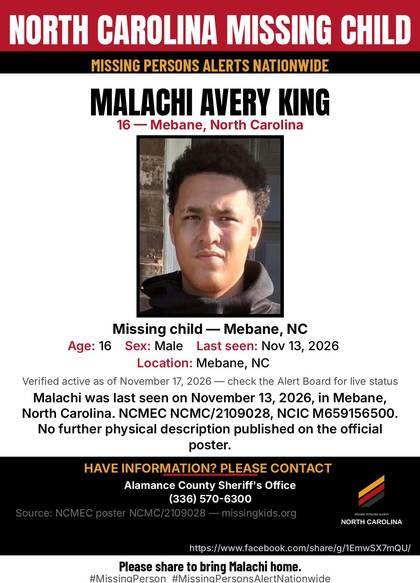 NORTH CAROLINA MISSING CHILD
MISSING PERSONS ALERTS NATIONWIDE
MALACHI AVERY KING
16 — Mebane, North Carolina
Missing child — Mebane, NC
Age: 16 Sex: Male Last seen: Nov 13, 2026
Location: Mebane, NC
Verified active as of November 17, 2026 — check the Alert Board for live status
Malachi was last seen on November 13, 2026, in Mebane,
North Carolina. NCMEC NCMC/2109028, NCIC M659156500.
No further physical description published on the official
poster.
HAVE INFORMATION? PLEASE CONTACT
Alamance County Sheriff's Office
(336) 570-6300
Source: NCMEC poster NCMC/2109028 — missingkids.org
NORTH CAROLINA
https://www.facebook.com/share/g/1EmwSX7mQU/
Please share to bring Malachi home.
#MissingPerson #MissingPersonsAlertNationwide